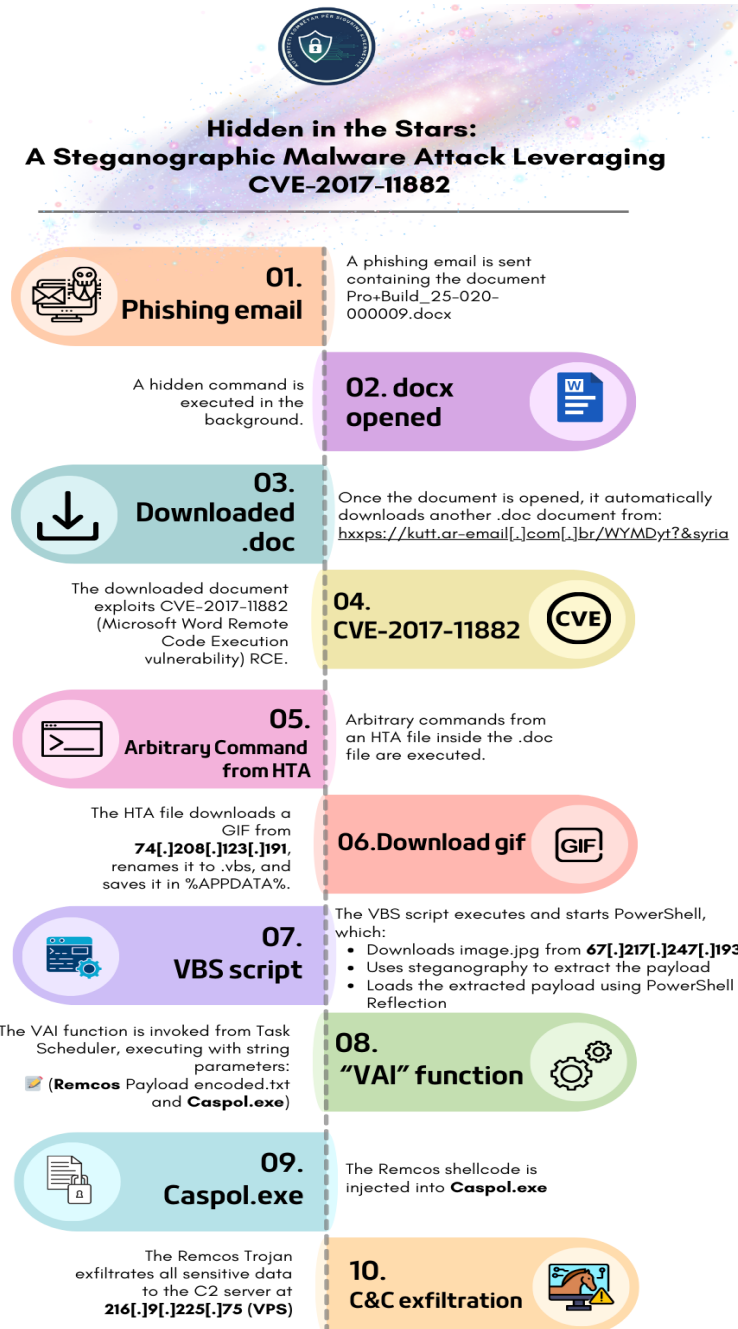 AUTORITETI KOMBËTAR PËR SIGURINË KIBERNETIKE
Hidden in the Stars:
A Steganographic Malware Attack Leveraging
CVE-2017-11882
01.
Phishing email
A phishing email is sent
containing the document
Pro+Build_25-020-
000009.docx
A hidden command is
executed in the
background.
02. docx
opened
W
03.
Downloaded
.doc
Once the document is opened, it automatically
downloads another .doc document from:
hxxps://kutt.ar-email[.]com[.]br/WYMDyt?&syria
The downloaded document
exploits CVE-2017-11882
(Microsoft Word Remote
Code Execution
vulnerability) RCE.
04.
CVE-2017-11882
CVE
05.
Arbitrary Command
from HTA
Arbitrary commands from
an HTA file inside the .doc
file are executed.
The HTA file downloads a
GIF from
74[.]208[.]123[.]191,
renames it to .vbs, and
saves it in %APPDATA%.
06.Download gif
GIF
07.
VBS script
The VBS script executes and starts PowerShell,
which:
• Downloads image.jpg from 67[.]217[.]247[.]193
• Uses steganography to extract the payload
• Loads the extracted payload using PowerShell
Reflection
The VAI function is invoked from Task
Scheduler, executing with string
parameters:
📝 (Remcos Payload encoded.txt
and Caspol.exe)
08.
“VAI” function
09.
Caspol.exe
The Remcos shellcode is
injected into Caspol.exe
The Remcos Trojan
exfiltrates all sensitive data
to the C2 server at
216[.]9[.]225[.]75 (VPS)
10.
C&C exfiltration